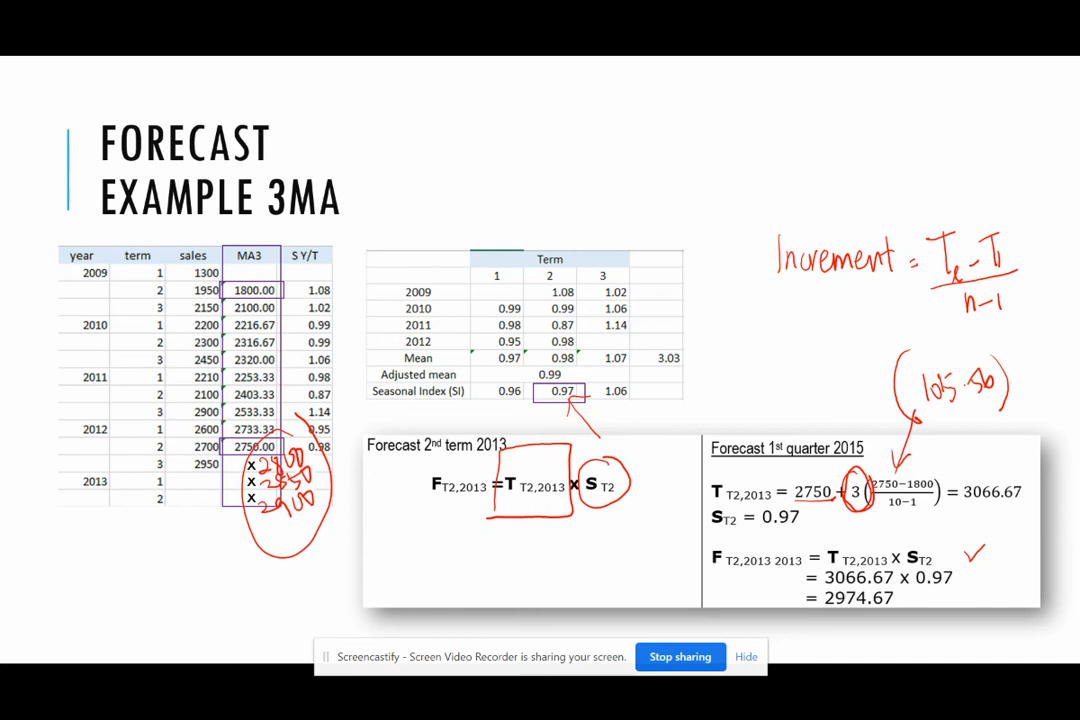 FORECAST
EXAMPLE 3MA
year term sales MA3 S Y/T
2009 1 1300
2 1950 1800.00 1.08
3 2150 2100.00 1.02
2010 1 2200 2216.67 0.99
2 2300 2316.67 0.99
3 2450 2320.00 1.06
2011 1 2210 2253.33 0.98
2 2100 2403.33 0.87
3 2900 2533.33 1.14
2012 1 2600 2733.33 0.95
2 2700 2750.00 0.98
3 2950 x 2800
2013 1 x 2850
2 x 2900
Term
1 2 3
2009 1.08 1.02
2010 0.99 0.99 1.06
2011 0.98 0.87 1.14
2012 0.95 0.98
Mean 0.97 0.98 1.07 3.03
Adjusted mean 0.99
Seasonal Index (SI) 0.96 0.97 1.06
Increment = Tℓ - T1
n-1
(105.56)
Forecast 2nd term 2013
F T2,2013 =T T2,2013 x S T2
Forecast 1st quarter 2015
T T2,2013 = 2750 + 3(2750−1800/10−1) = 3066.67
ST2 = 0.97
F T2,2013 2013 = T T2,2013 x ST2
= 3066.67 x 0.97
= 2974.67
Screencastify - Screen Video Recorder is sharing your screen. Stop sharing Hide